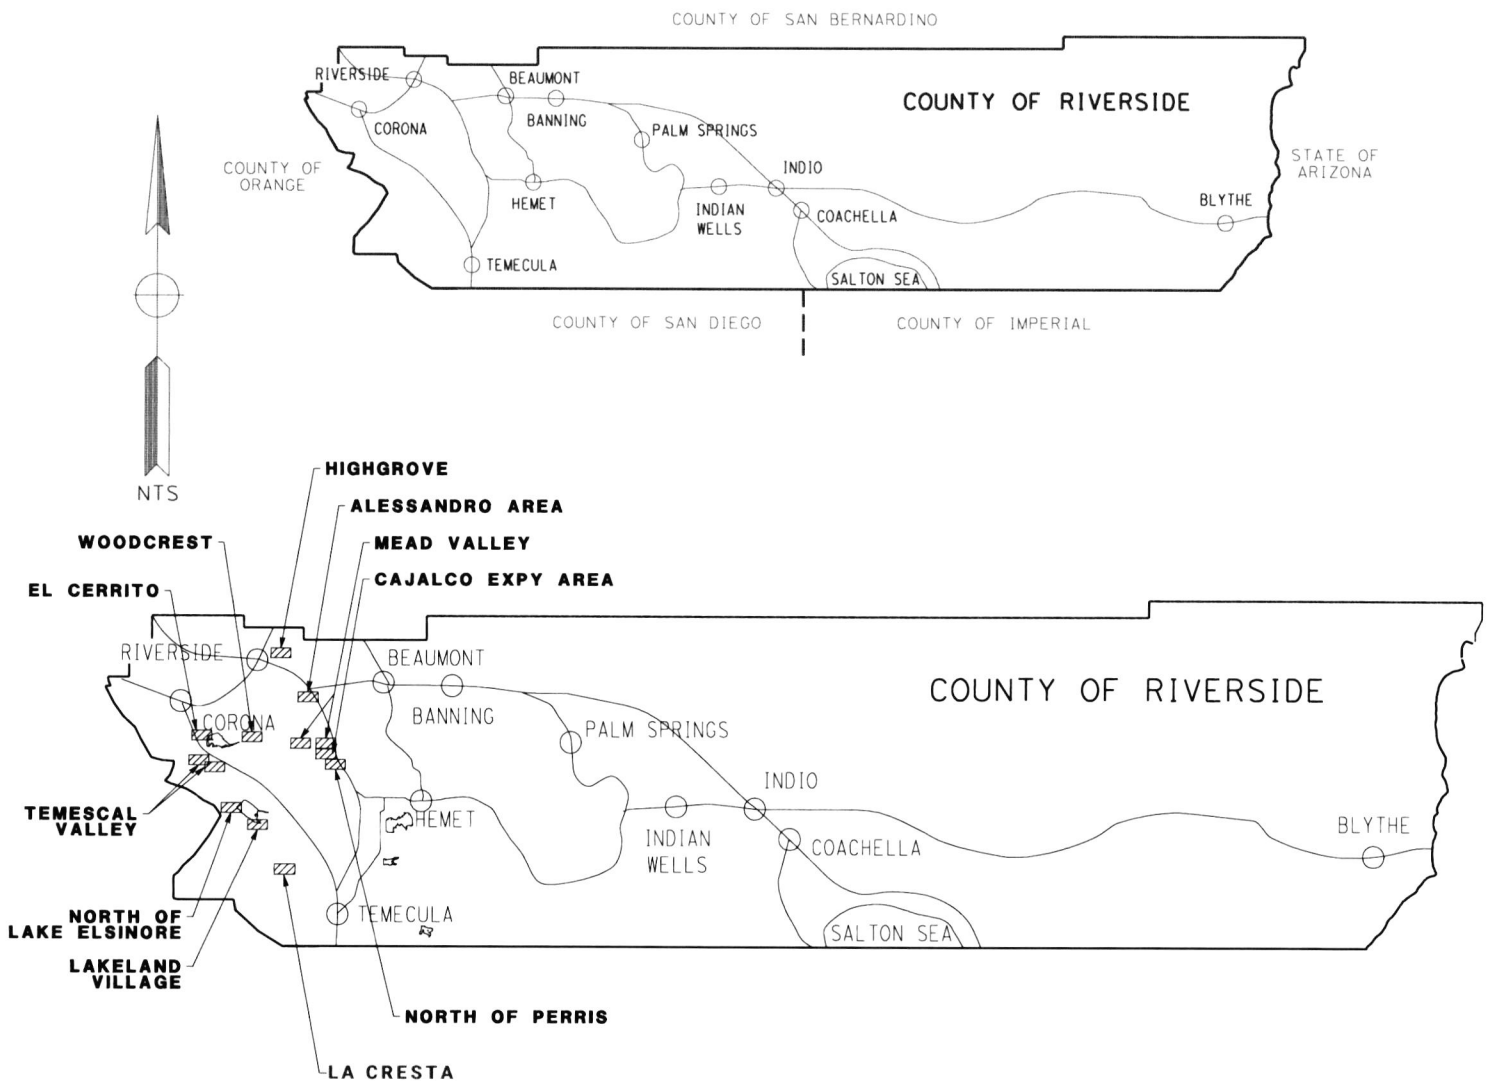 COUNTY OF SAN BERNARDINO
RIVERSIDE
BEAUMONT
COUNTY OF RIVERSIDE
BANNING
CORONA
PALM SPRINGS
COUNTY OF
ORANGE
STATE OF
ARIZONA
INDIO
HEMET
INDIAN
WELLS
COACHELLA
BLYTHE
TEMECULA
SALTON SEA
COUNTY OF SAN DIEGO
COUNTY OF IMPERIAL
NTS
HIGHGROVE
ALESSANDRO AREA
WOODCREST
MEAD VALLEY
CAJALCO EXPY AREA
EL CERRITO
RIVERSIDE
BEAUMONT
COUNTY OF RIVERSIDE
BANNING
CORONA
PALM SPRINGS
INDIO
TEMESCAL
VALLEY
HEMET
INDIAN
WELLS
COACHELLA
BLYTHE
NORTH OF
LAKE ELSINORE
TEMECULA
SALTON SEA
LAKELAND
VILLAGE
NORTH OF PERRIS
LA CRESTA